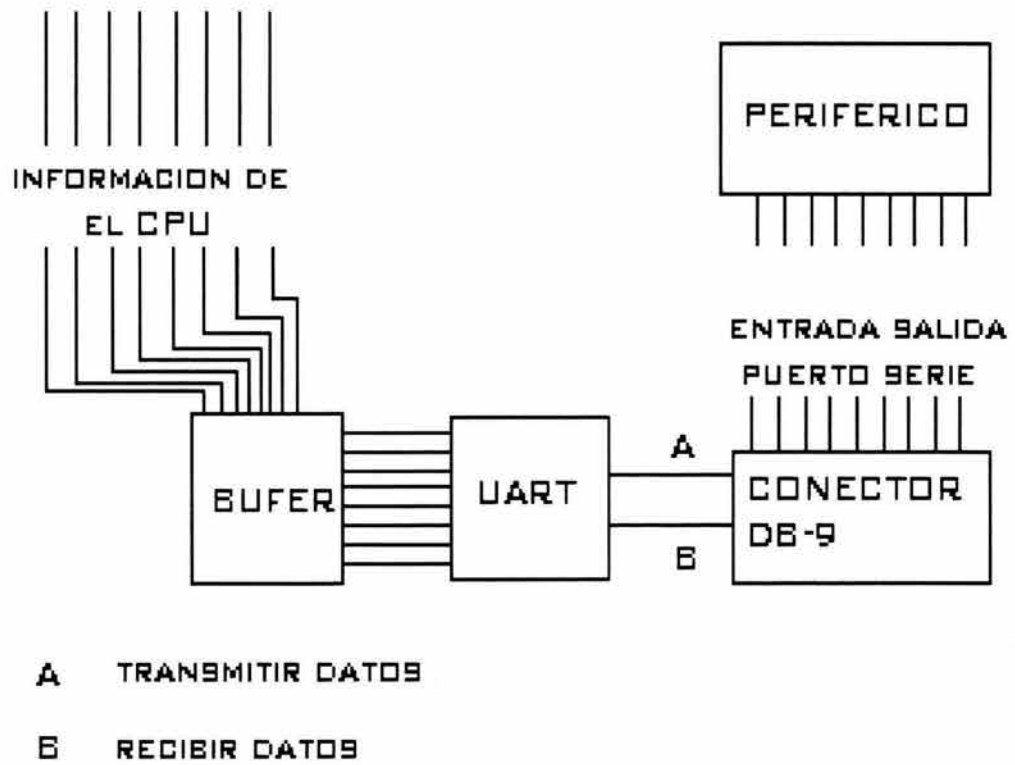 INFORMACION DE
EL CPU
PERIFERICO
ENTRADA SALIDA
PUERTO SERIE
BUFER
UART
A
B
CONECTOR
DB-9
A TRANSMITIR DATOS
B RECIBIR DATOS